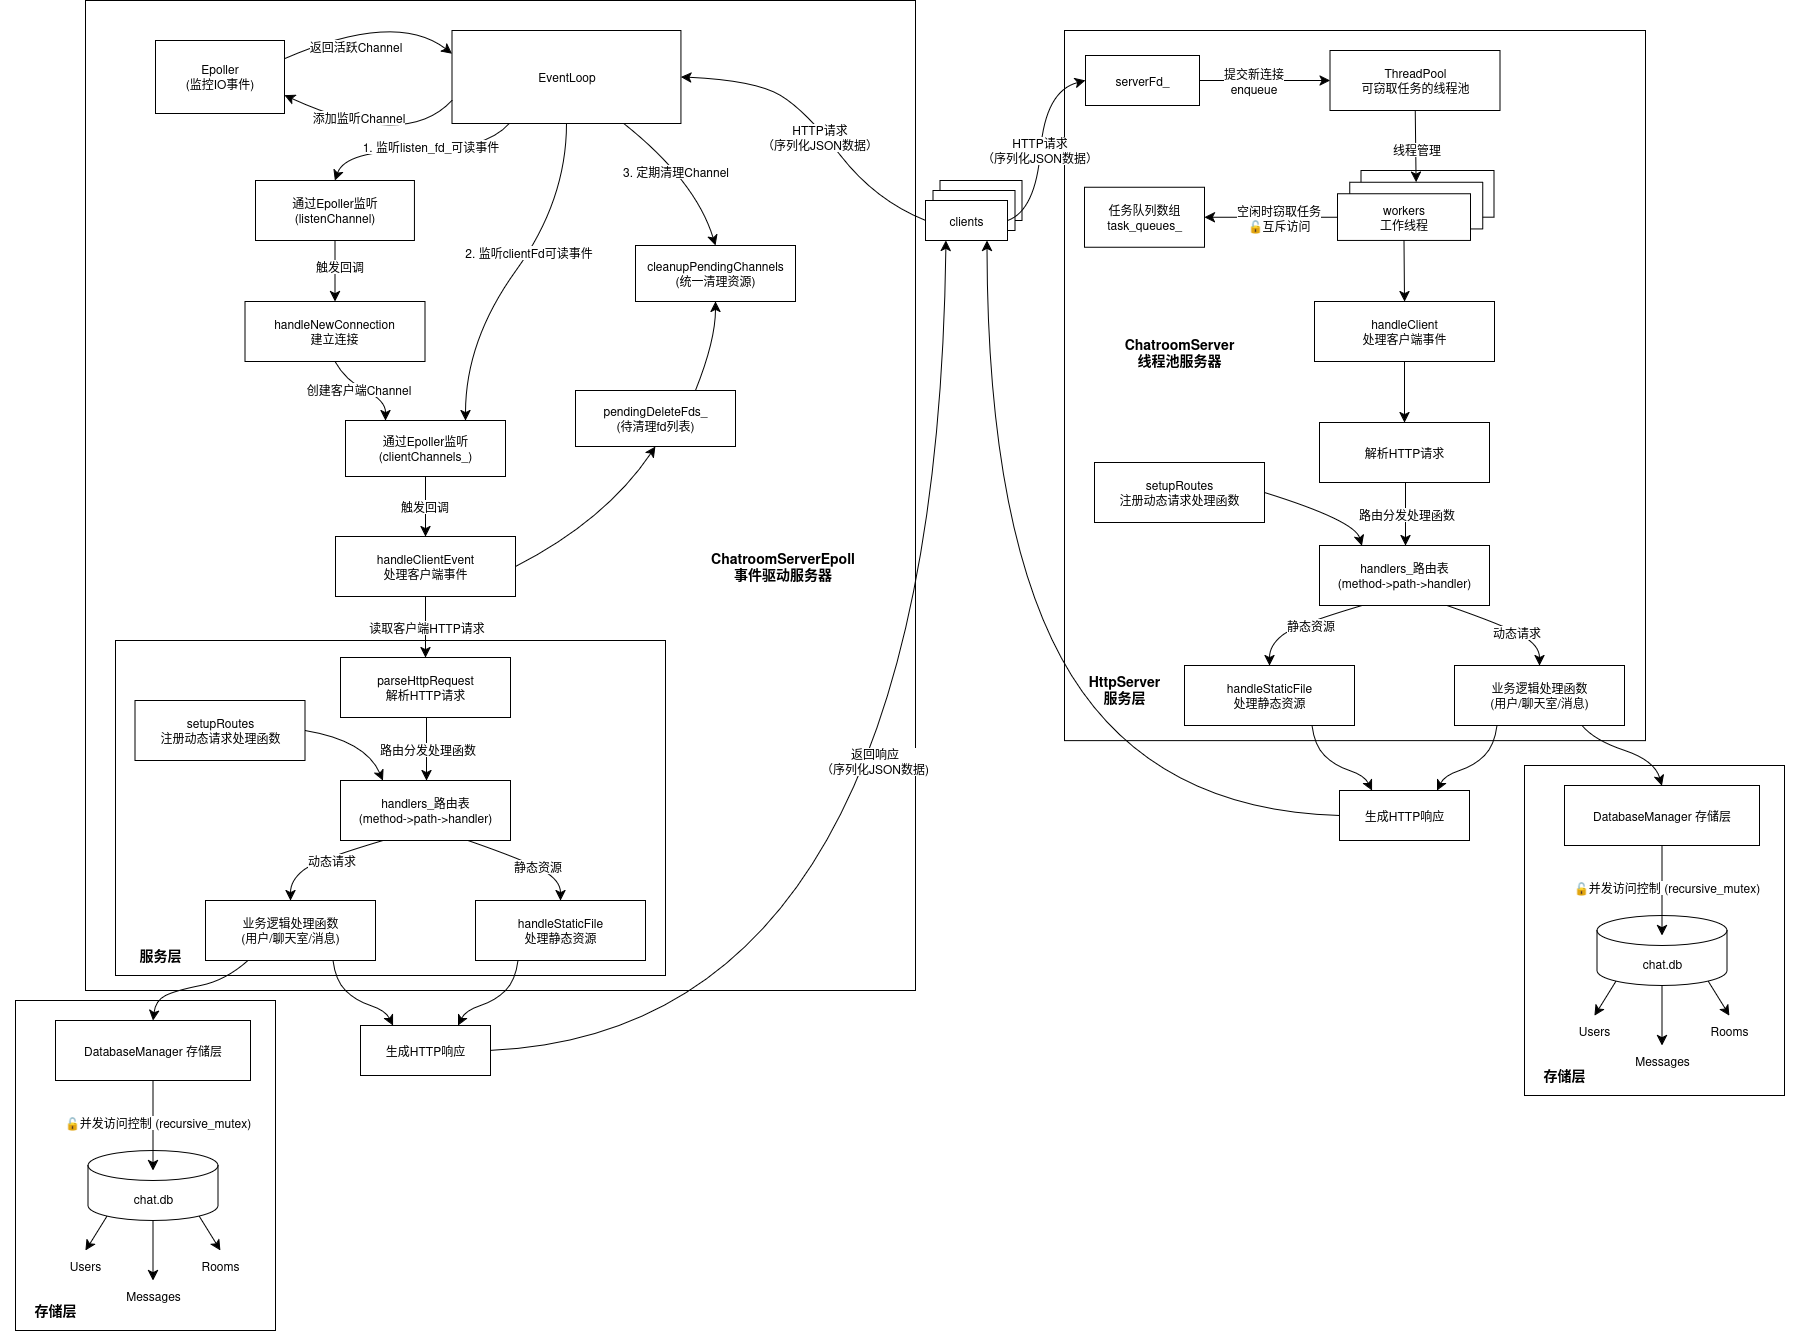 Epoller
(监控IO事件)
返回活跃Channel
添加监听Channel
EventLoop
1. 监听listen_fd_可读事件
2. 监听clientFd可读事件
3. 定期清理Channel
通过Epoller监听
(listenChannel)
触发回调
handleNewConnection
建立连接
创建客户端Channel
通过Epoller监听
(clientChannels_)
触发回调
handleClientEvent
处理客户端事件
cleanupPendingChannels
(统一清理资源)
pendingDeleteFds_
(待清理fd列表)
ChatroomServerEpoll
事件驱动服务器
读取客户端HTTP请求
parseHttpRequest
解析HTTP请求
setupRoutes
注册动态请求处理函数
路由分发处理函数
handlers_路由表
(method->path->handler)
动态请求
静态资源
业务逻辑处理函数
(用户/聊天室/消息)
handleStaticFile
处理静态资源
服务层
DatabaseManager 存储层
🔓并发访问控制 (recursive_mutex)
chat.db
Users
Messages
Rooms
存储层
生成HTTP响应
返回响应
（序列化JSON数据)
HTTP请求
（序列化JSON数据）
clients
HTTP请求
（序列化JSON数据）
serverFd_
提交新连接
enqueue
ThreadPool
可窃取任务的线程池
线程管理
workers
工作线程
空闲时窃取任务
🔓互斥访问
任务队列数组
task_queues_
handleClient
处理客户端事件
ChatroomServer
线程池服务器
解析HTTP请求
setupRoutes
注册动态请求处理函数
路由分发处理函数
handlers_路由表
(method->path->handler)
静态资源
动态请求
HttpServer
服务层
handleStaticFile
处理静态资源
业务逻辑处理函数
(用户/聊天室/消息)
生成HTTP响应
DatabaseManager 存储层
🔓并发访问控制 (recursive_mutex)
chat.db
Users
Messages
Rooms
存储层